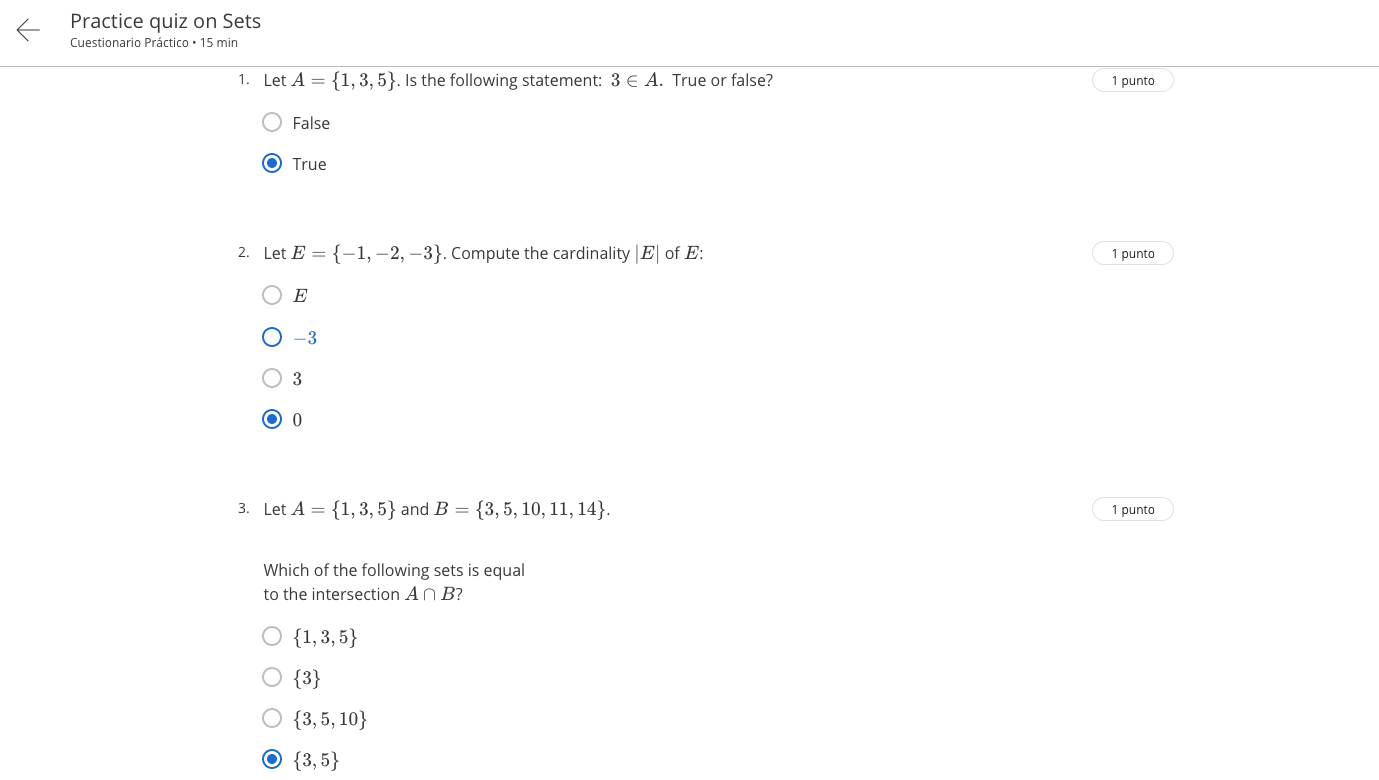 Practice quiz on Sets
Cuestionario Práctico • 15 min
1. Let A = {1, 3, 5}. Is the following statement: 3 ∈ A. True or false?
1 punto
False
True
2. Let E = {−1, −2, −3}. Compute the cardinality |E| of E:
1 punto
E
−3
3
0
3. Let A = {1, 3, 5} and B = {3, 5, 10, 11, 14}.
1 punto
Which of the following sets is equal
to the intersection A ∩ B?
{1, 3, 5}
{3}
{3, 5, 10}
{3, 5}